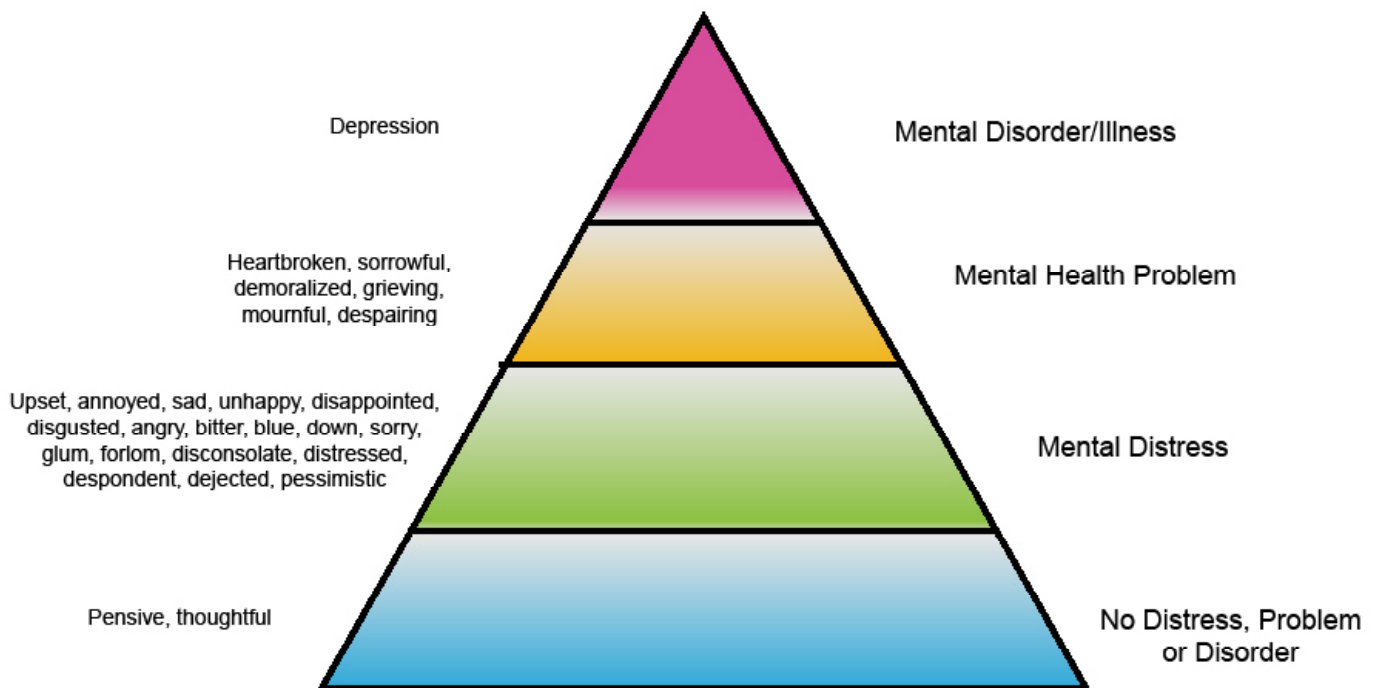 Depression
Mental Disorder/Illness
Heartbroken, sorrowful,
demoralized, grieving,
mournful, despairing
Mental Health Problem
Upset, annoyed, sad, unhappy, disappointed,
disgusted, angry, bitter, blue, down, sorry,
glum, forlom, disconsolate, distressed,
despondent, dejected, pessimistic
Mental Distress
Pensive, thoughtful
No Distress, Problem
or Disorder